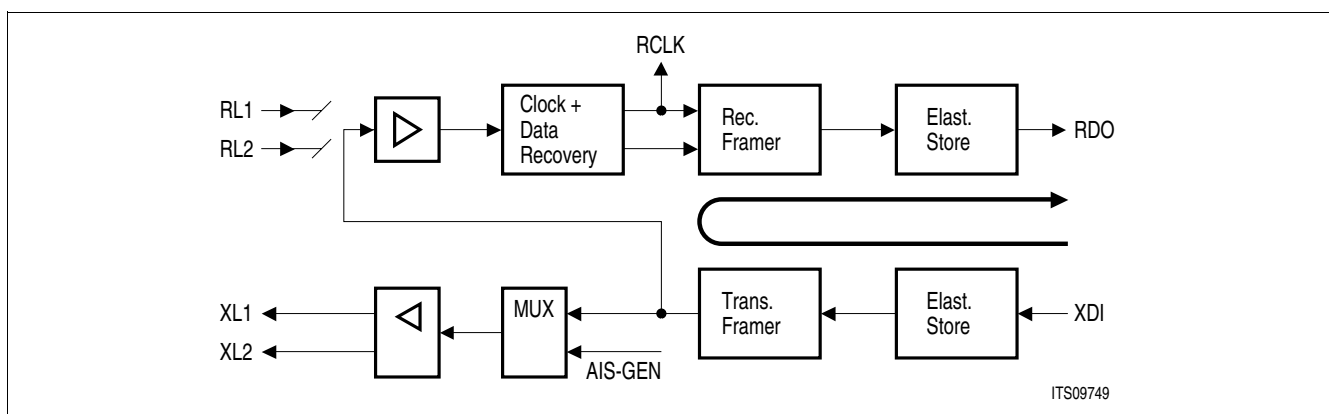 RCLK
RL1
RL2
Clock +
Data
Recovery
Rec.
Framer
Elast.
Store
RDO
XL1
XL2
MUX
AIS-GEN
Trans.
Framer
Elast.
Store
XDI
ITS09749